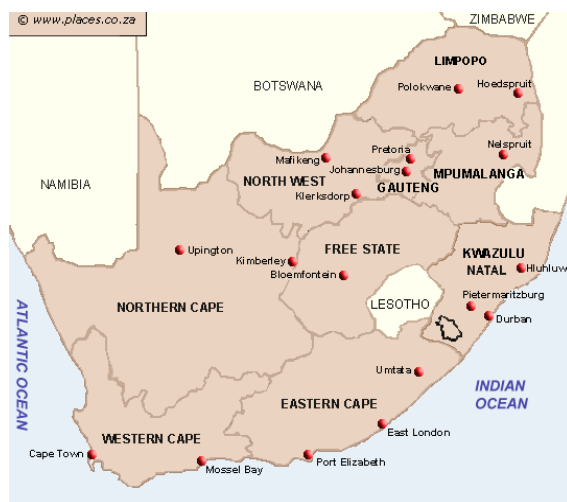 © www.places.co.za
ZIMBABWE
LIMPOPO
BOTSWANA
Polokwane
Hoedspruit
Nelspruit
Pretoria
Mafikeng
Johannesburg
MPUMALANGA
NORTH WEST
GAUTENG
NAMIBIA
Klerksdorp
Upington
FREE STATE
KWAZULU
NATAL
Kimberley
Hluhluw
Bloemfontein
LESOTHO
Pietermaritzburg
NORTHERN CAPE
Durban
ATLANTIC OCEAN
Umtata
INDIAN
OCEAN
EASTERN CAPE
East London
WESTERN CAPE
Cape Town
Mossel Bay
Port Elizabeth